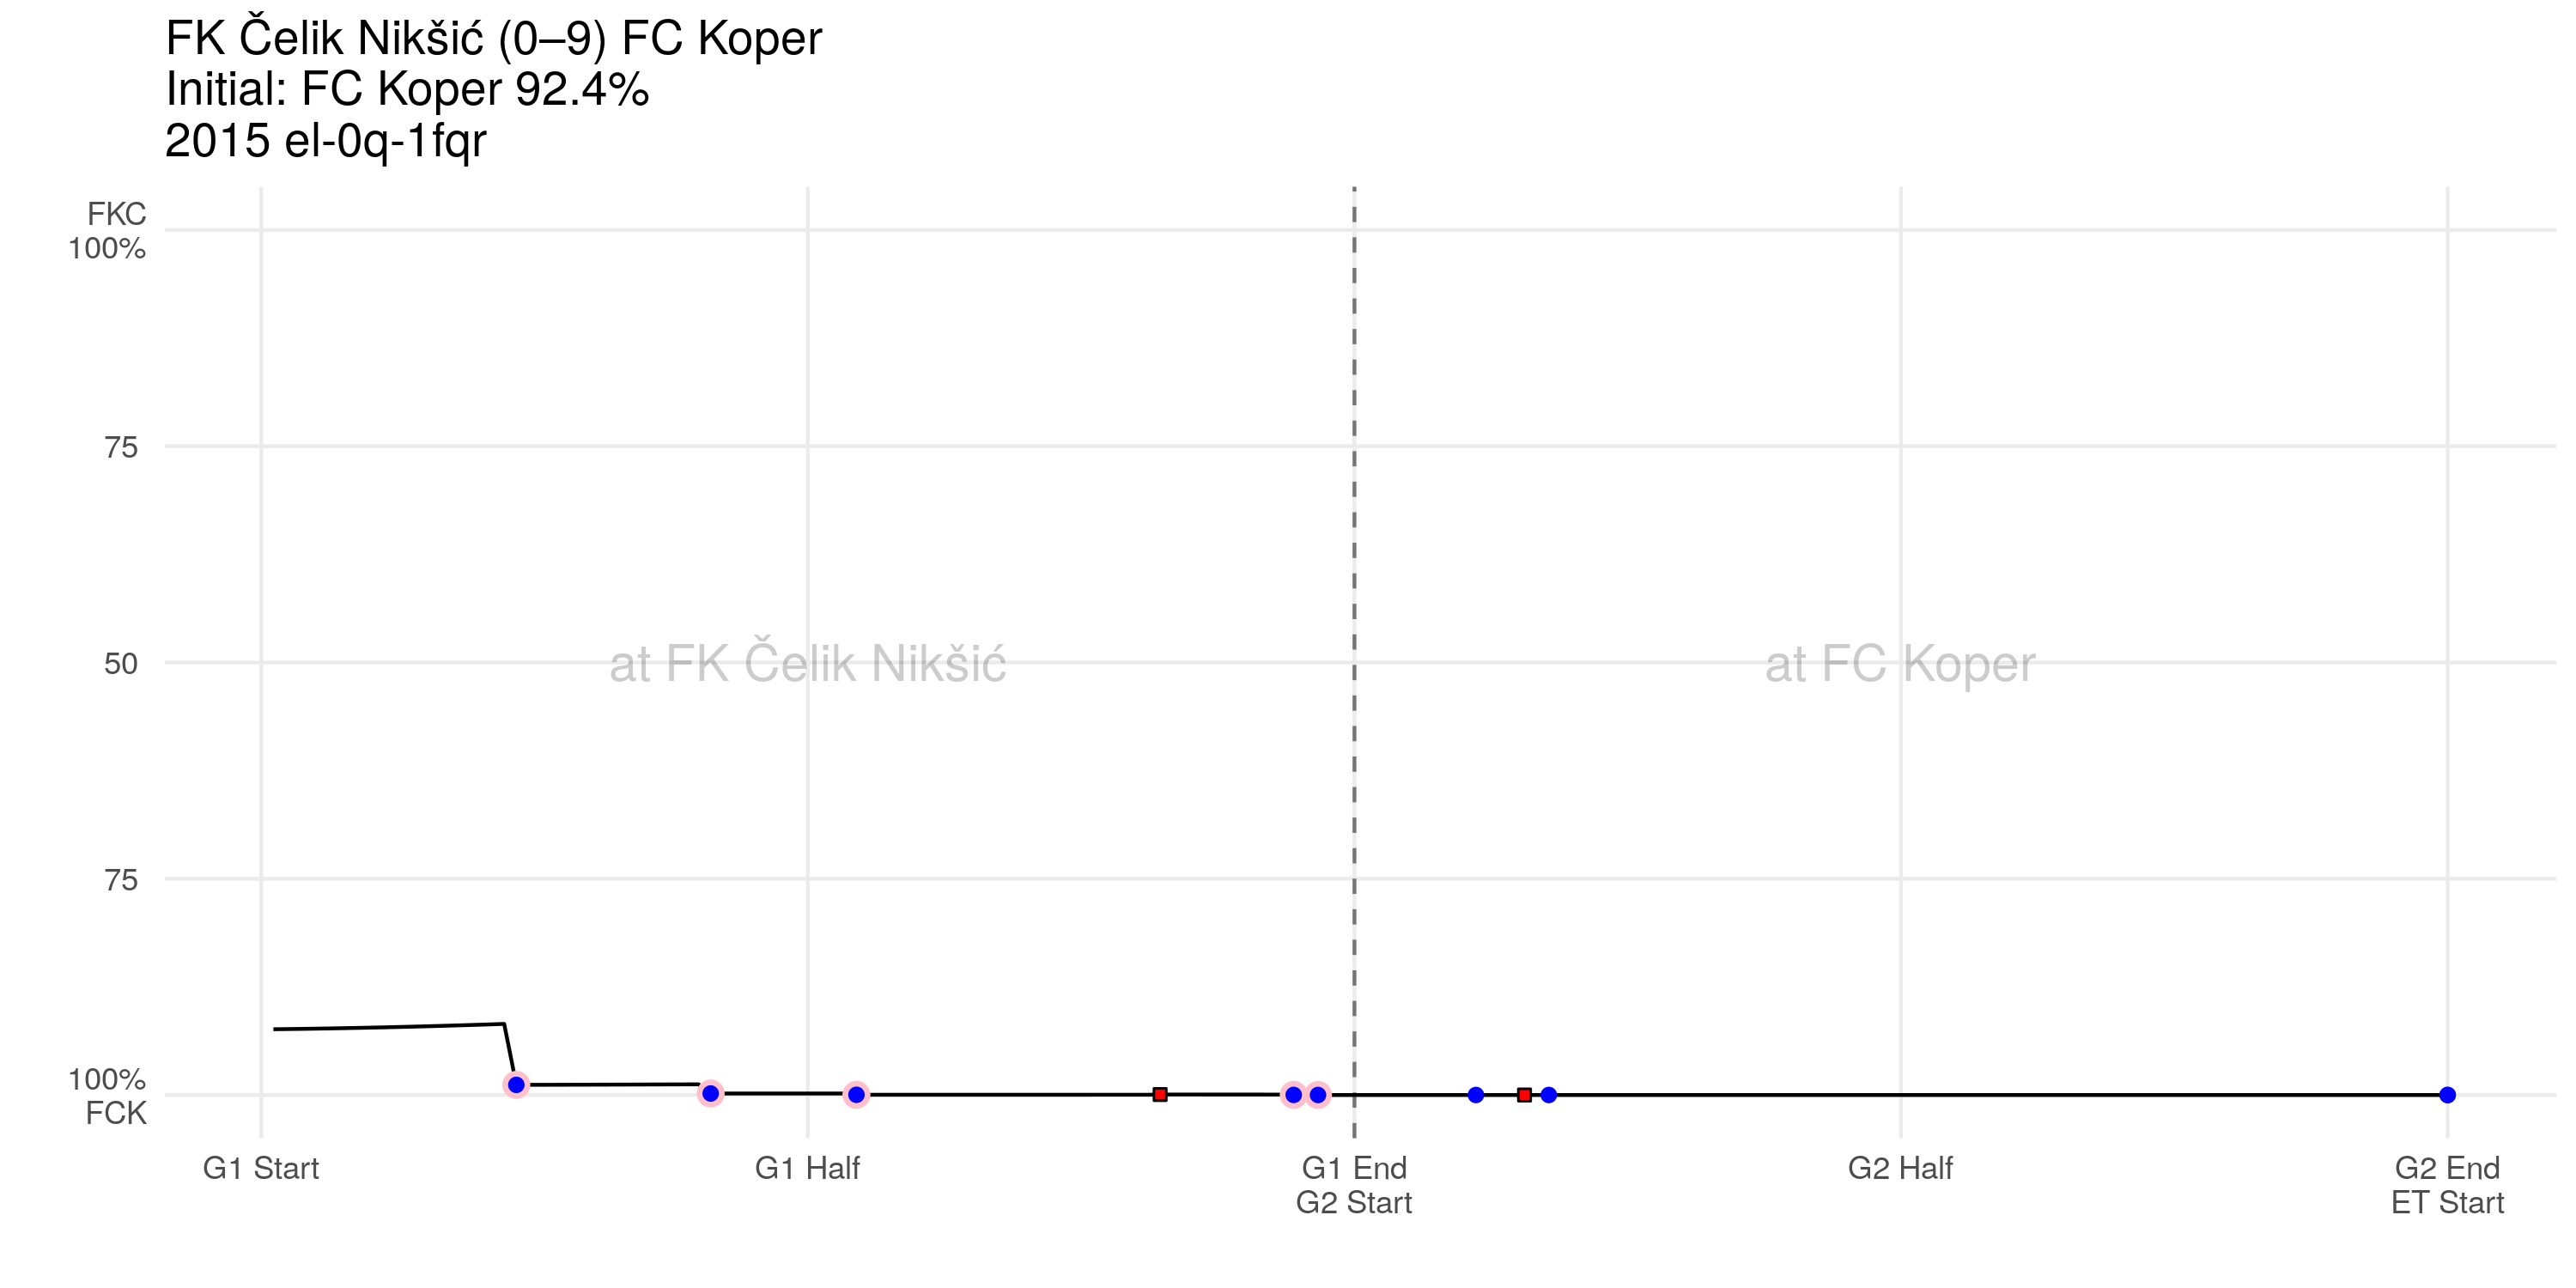 FK Čelik Nikšić (0–9) FC Koper
Initial: FC Koper 92.4%
2015 el-0q-1fqr
FKC
100%
75
50
75
100%
FCK
at FK Čelik Nikšić
at FC Koper
G1 Start
G1 Half
G1 End
G2 Start
G2 Half
G2 End
ET Start